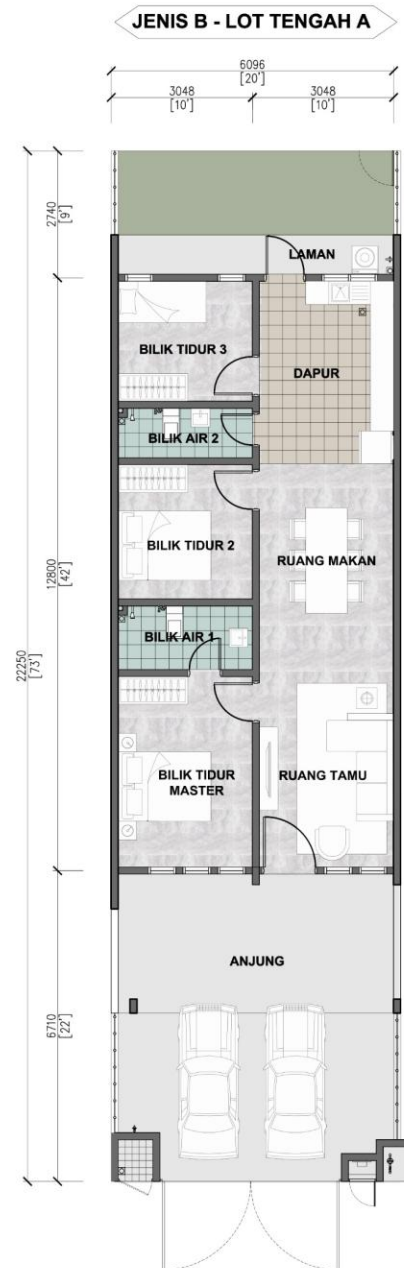 JENIS B - LOT TENGAH A
6096
[20']
3048
[10']
3048
[10']
2740
[9']
LAMAN
BILIK TIDUR 3
DAPUR
BILIK AIR 2
BILIK TIDUR 2
RUANG MAKAN
12800
[42']
22250
[73']
BILIK AIR 1
BILIK TIDUR
MASTER
RUANG TAMU
ANJUNG
6710
[22']